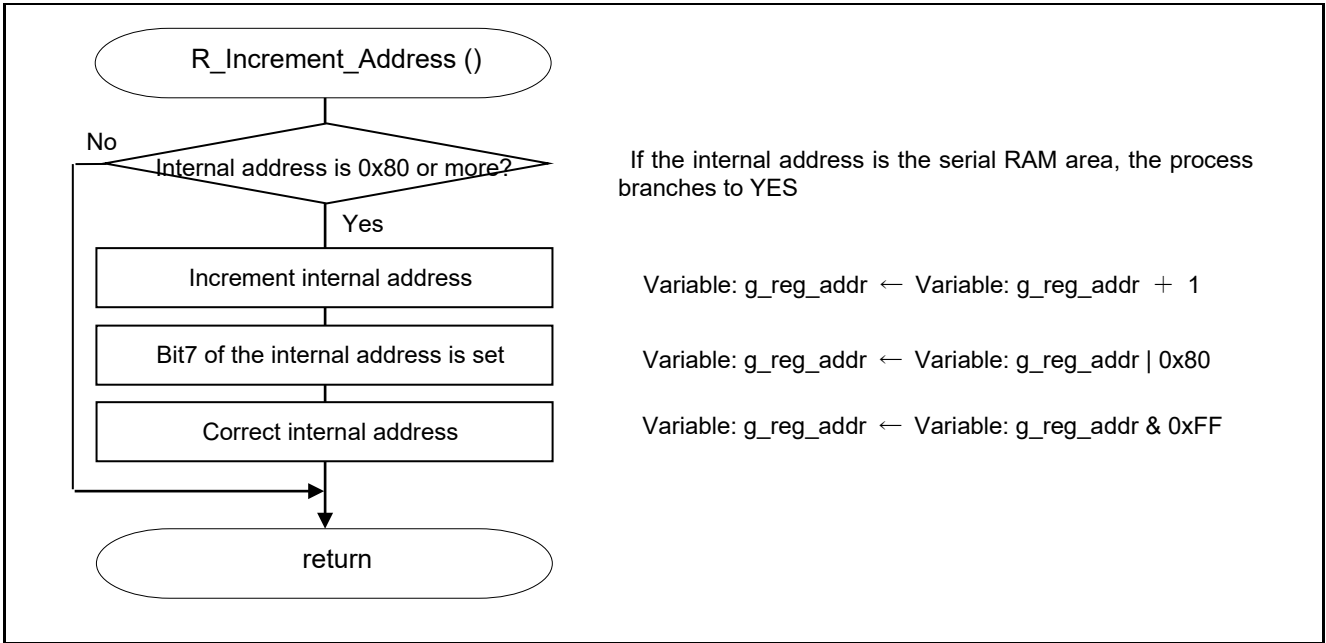 R_Increment_Address ()
No
Internal address is 0x80 or more?
If the internal address is the serial RAM area, the process
branches to YES
Yes
Increment internal address
Variable: g_reg_addr ← Variable: g_reg_addr ＋ 1
Bit7 of the internal address is set
Variable: g_reg_addr ← Variable: g_reg_addr | 0x80
Correct internal address
Variable: g_reg_addr ← Variable: g_reg_addr & 0xFF
return